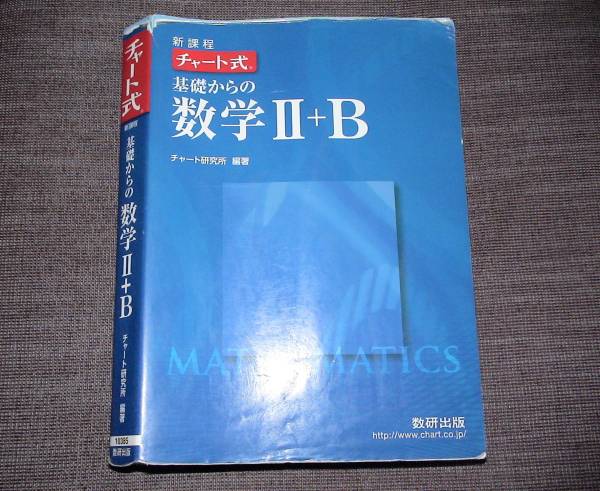 新課程
チャート式®
基礎からの
数学Ⅱ+B
チャート研究所 編著
MATHEMATICS
数研出版
http://www.chart.co.jp/
チャート式®
新課程
基礎からの
数学Ⅱ+B
チャート研究所 編著
10385
数研出版